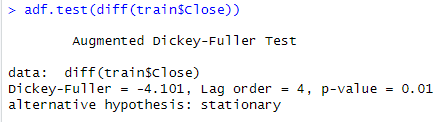 > adf.test(diff(train$Close))
Augmented Dickey-Fuller Test
data:  diff(train$Close)
Dickey-Fuller = -4.101, Lag order = 4, p-value = 0.01
alternative hypothesis: stationary